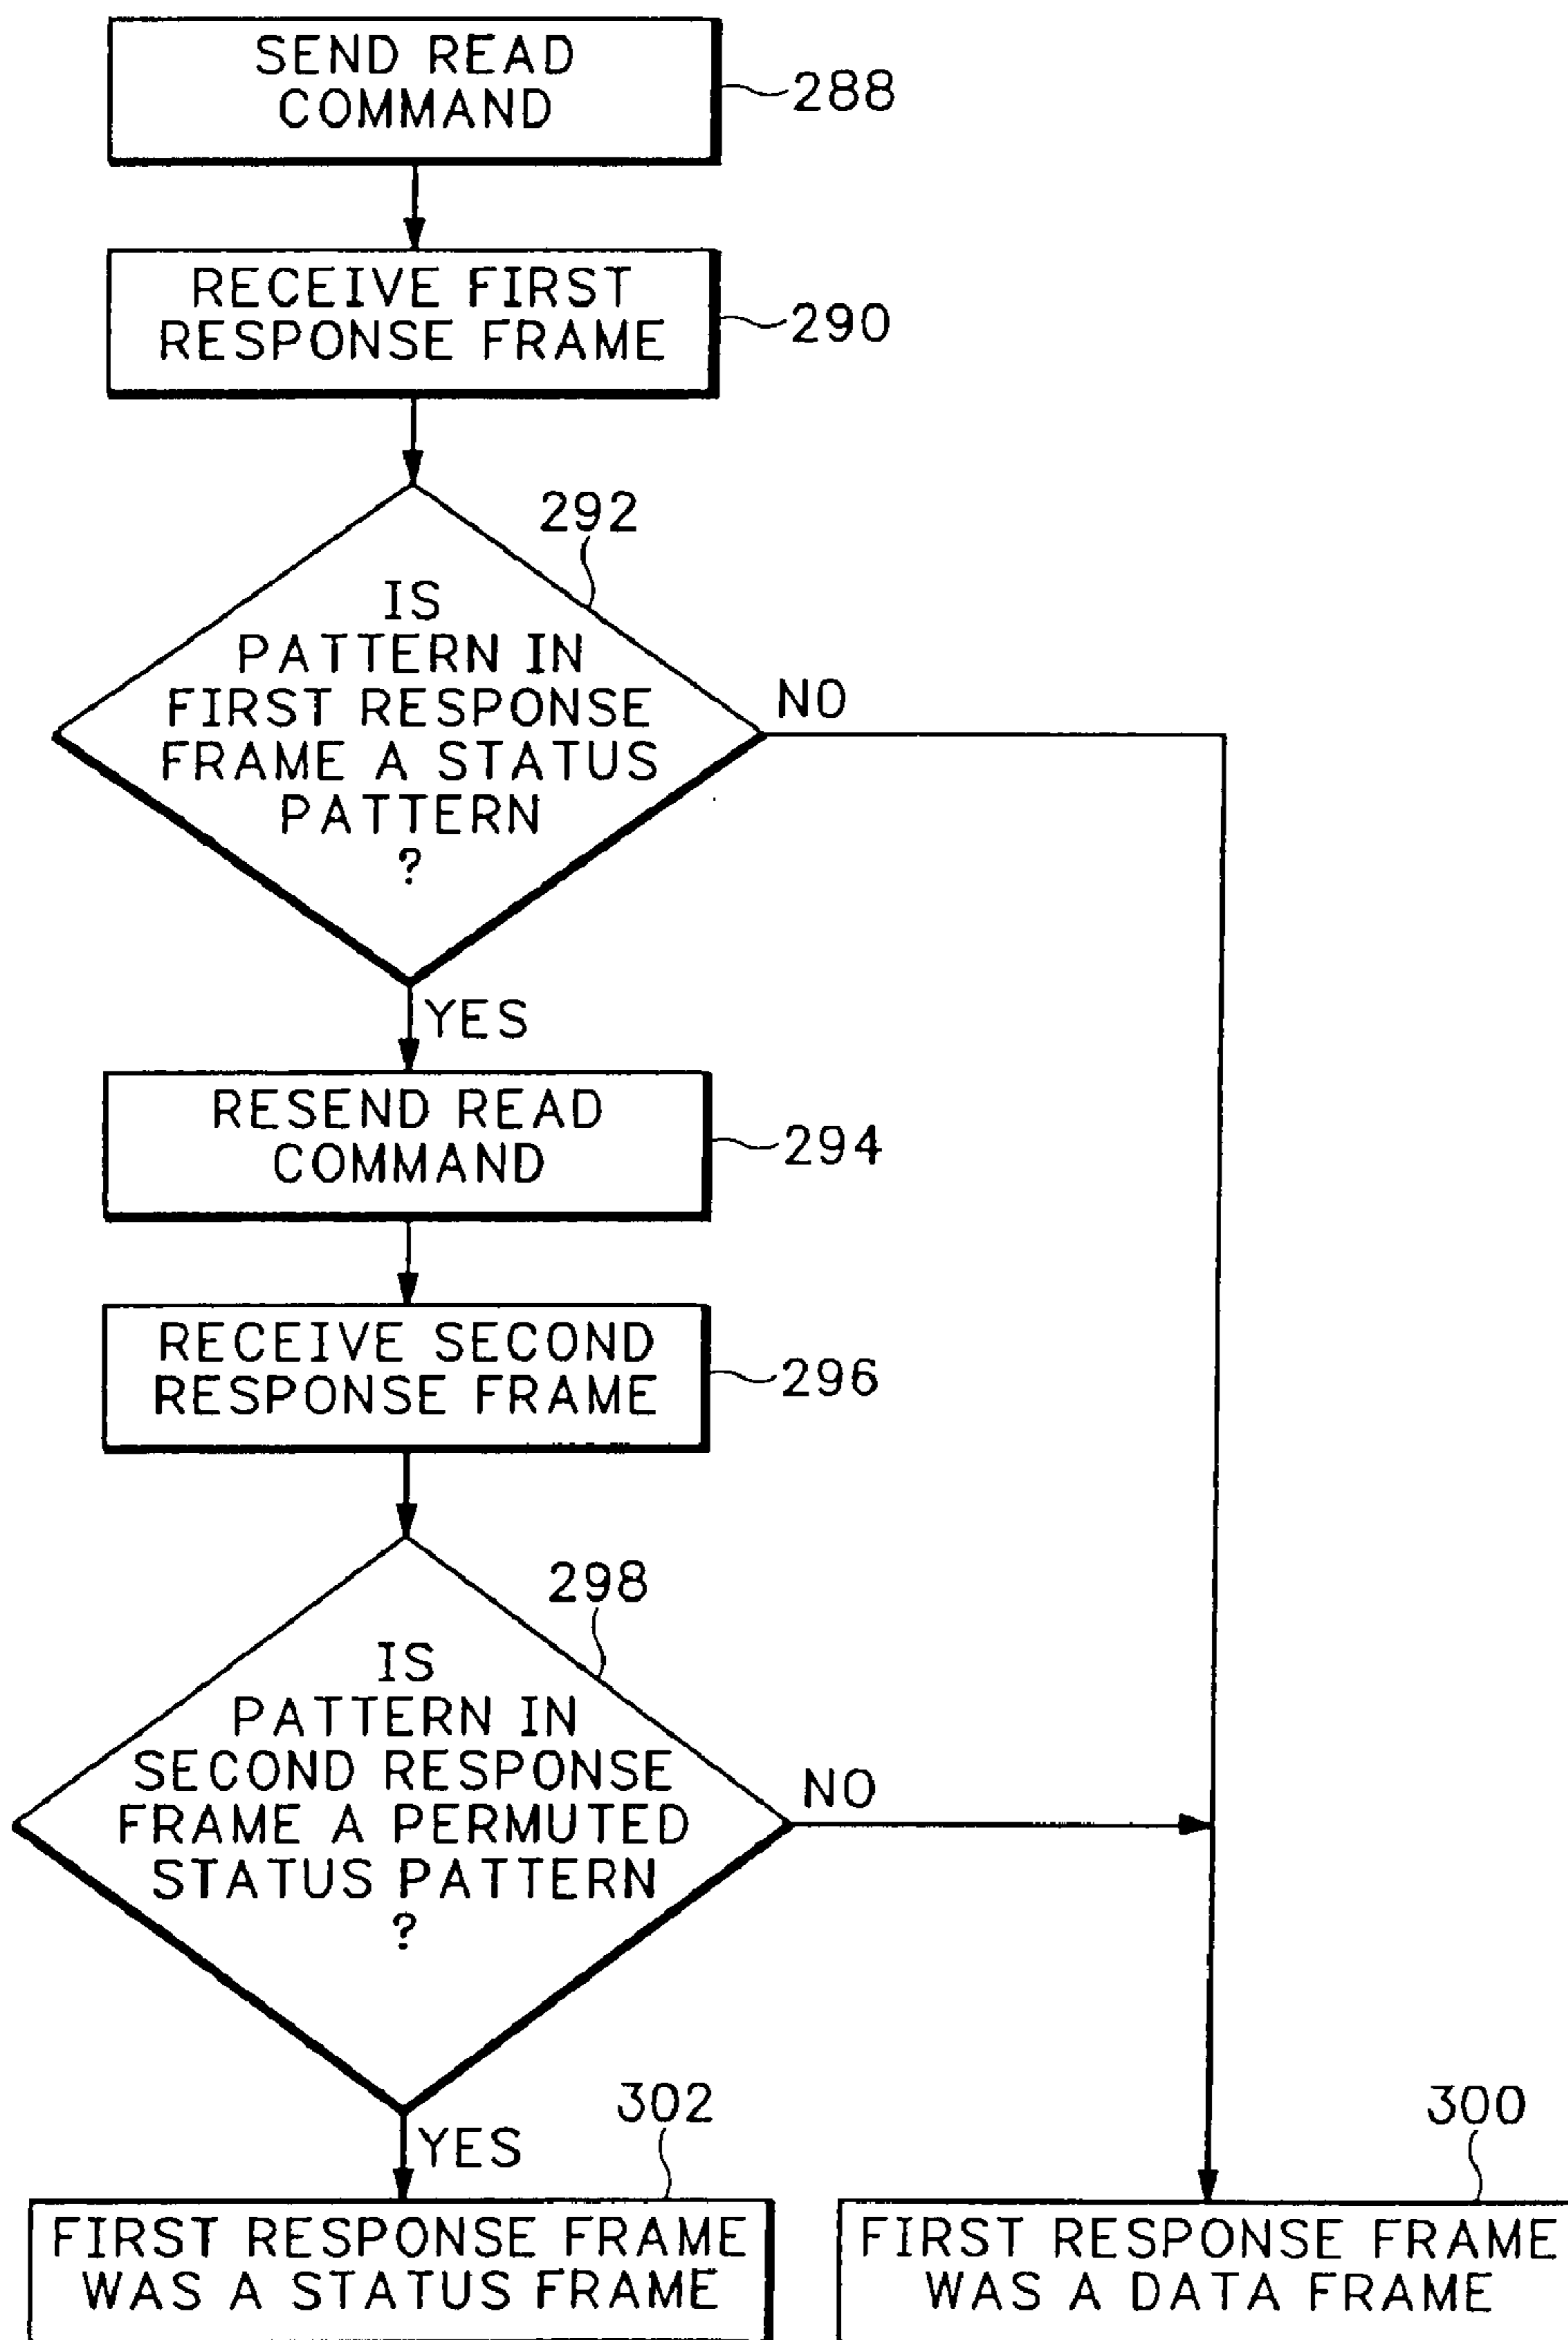 SEND READ
COMMAND
288
RECEIVE FIRST
RESPONSE FRAME
290
292
IS
PATTERN IN
FIRST RESPONSE
FRAME A STATUS
PATTERN
?
NO
YES
RESEND READ
COMMAND
294
RECEIVE SECOND
RESPONSE FRAME
296
298
IS
PATTERN IN
SECOND RESPONSE
FRAME A PERMUTED
STATUS PATTERN
?
NO
YES
302
300
FIRST RESPONSE FRAME
WAS A STATUS FRAME
FIRST RESPONSE FRAME
WAS A DATA FRAME